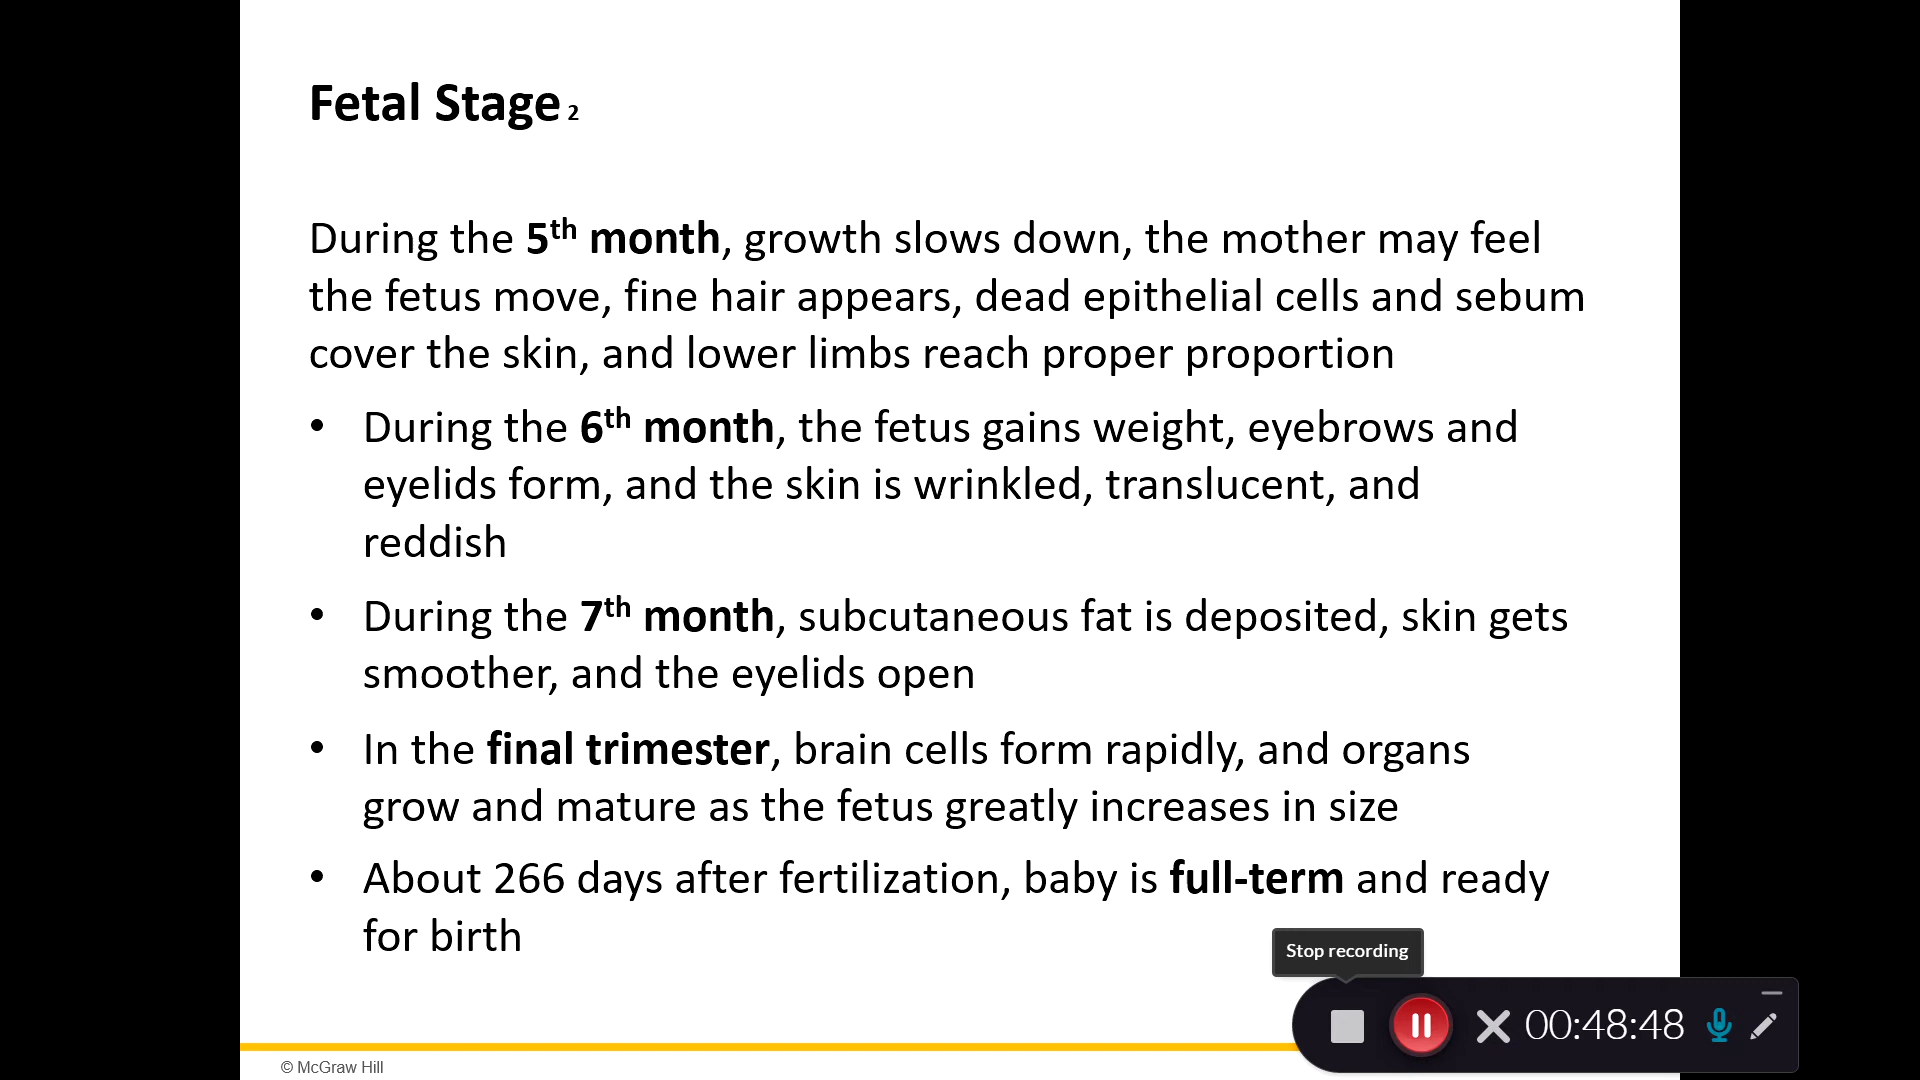 Fetal Stage 2
During the 5th month, growth slows down, the mother may feel
the fetus move, fine hair appears, dead epithelial cells and sebum
cover the skin, and lower limbs reach proper proportion
• During the 6th month, the fetus gains weight, eyebrows and
eyelids form, and the skin is wrinkled, translucent, and
reddish
• During the 7th month, subcutaneous fat is deposited, skin gets
smoother, and the eyelids open
• In the final trimester, brain cells form rapidly, and organs
grow and mature as the fetus greatly increases in size
• About 266 days after fertilization, baby is full-term and ready
for birth
Stop recording
00:48:48
© McGraw Hill